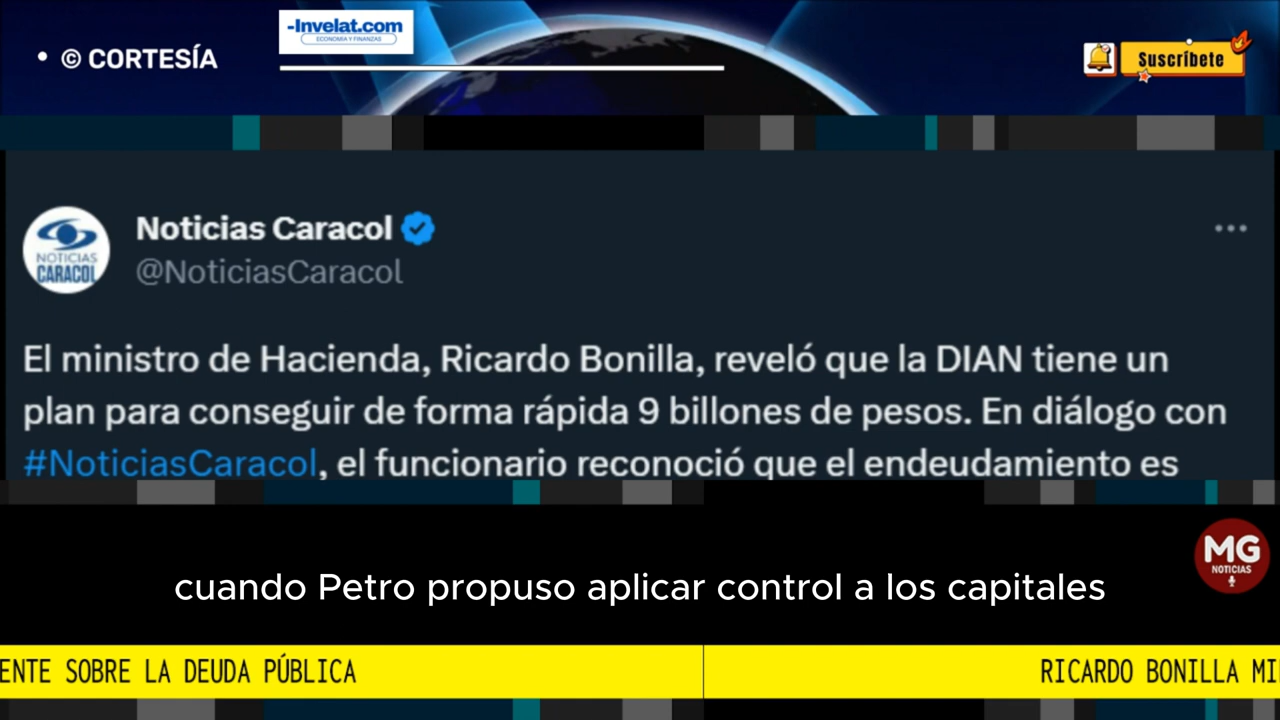 • © CORTESÍA
-Invelat.com
ECONOMÍA Y FINANZAS
Suscríbete
Noticias Caracol
@NoticiasCaracol
NOTICIAS
CARACOL
El ministro de Hacienda, Ricardo Bonilla, reveló que la DIAN tiene un
plan para conseguir de forma rápida 9 billones de pesos. En diálogo con
#NoticiasCaracol, el funcionario reconoció que el endeudamiento es
MG
NOTICIAS
cuando Petro propuso aplicar control a los capitales
ENTE SOBRE LA DEUDA PÚBLICA
RICARDO BONILLA MI